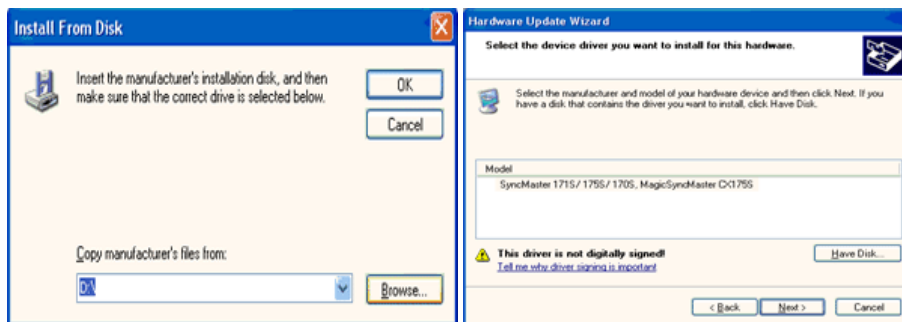 Install From Disk
Insert the manufacturer's installation disk, and then
make sure that the correct drive is selected below.
OK
Cancel
Copy manufacturer's files from:
D:\
Browse...
Hardware Update Wizard
Select the device driver you want to install for this hardware.
Select the manufacturer and model of your hardware device and then click Next. If you
have a disk that contains the driver you want to install, click Have Disk.
Model
SyncMaster 171S/ 175S/ 170S, MagicSyncMaster CX175S
This driver is not digitally signed!
Tell me why driver signing is important
Have Disk...
< Back
Next >
Cancel